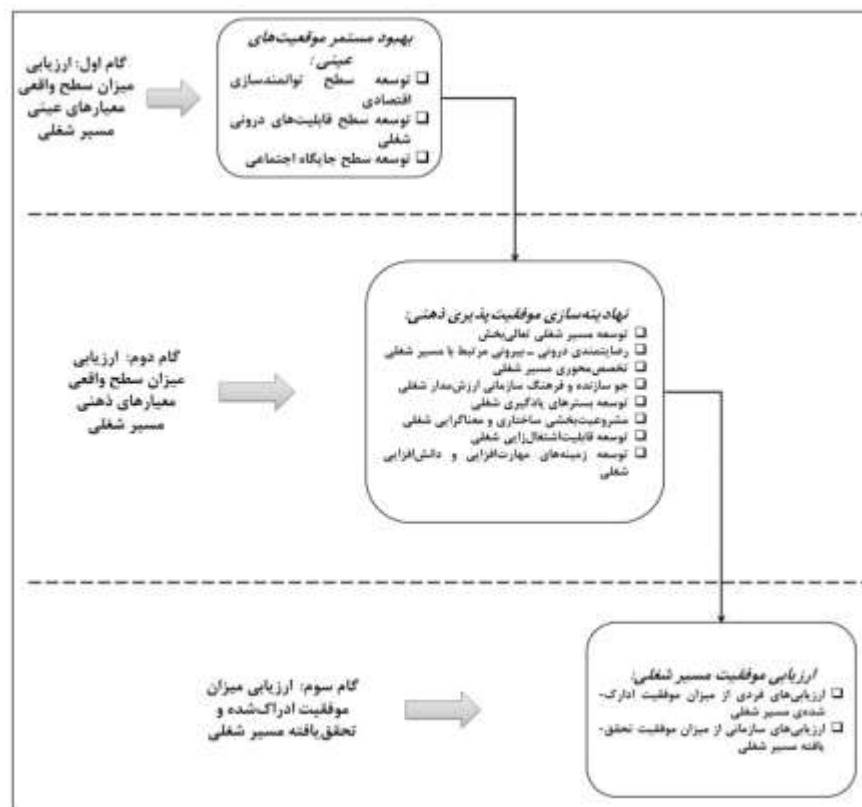 گام اول: ارزیابی
میزان سطح واقعی
معیارهای عینی
مسیر شغلی
بهبود مستمر موقعیت‌های
عینی:
❑ توسعه سطح توانمندسازی
اقتصادی
❑ توسعه سطح قابلیت‌های درونی
شغلی
❑ توسعه سطح جایگاه اجتماعی
گام دوم: ارزیابی
میزان سطح واقعی
معیارهای ذهنی
مسیر شغلی
نهادینه‌سازی موفقیت‌پذیری ذهنی:
❑ توسعه مسیر شغلی تعالی‌بخش
❑ رضایتمندی درونی ـ بیرونی مرتبط با مسیر شغلی
❑ تخصص‌محوری مسیر شغلی
❑ جو سازنده و فرهنگ سازمانی ارزش‌مدار شغلی
❑ توسعه بسترهای یادگیری شغلی
❑ مشروعیت‌بخشی ساختاری و معناگرایی شغلی
❑ توسعه قابلیت‌اشتغال‌زایی شغلی
❑ توسعه زمینه‌های مهارت‌افزایی و دانش‌افزایی
شغلی
گام سوم: ارزیابی میزان
موفقیت ادراک‌شده و
تحقق‌یافته مسیر شغلی
ارزیابی موفقیت مسیر شغلی:
❑ ارزیابی‌های فردی از میزان موفقیت ادارک-
شده‌ی مسیر شغلی
❑ ارزیابی‌های سازمانی از میزان موفقیت تحقق-
یافته مسیر شغلی